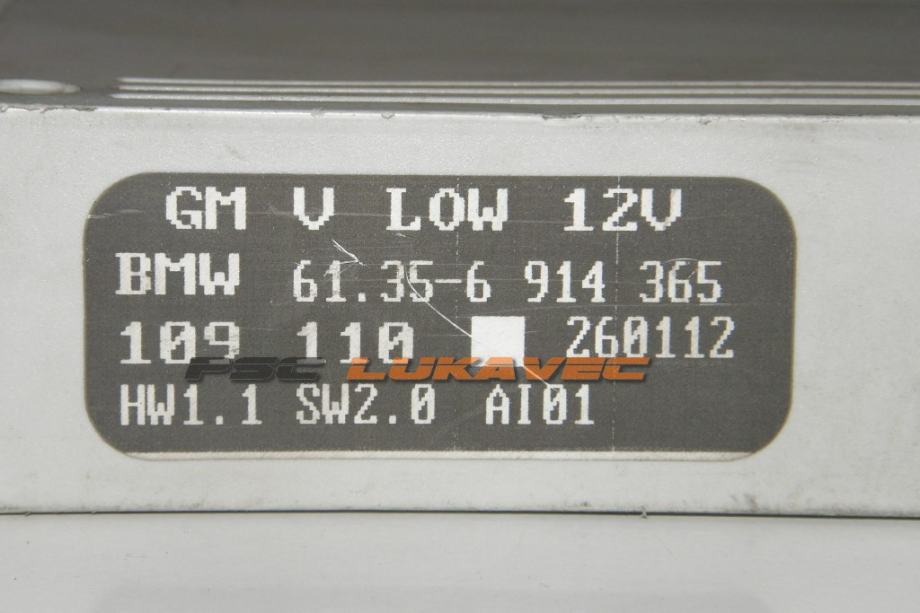 GM V LOW 12V
BMW 61.35-6 914 365
109 110 260112
PSC LUKAVEC
HW1.1 SW2.0 AI01